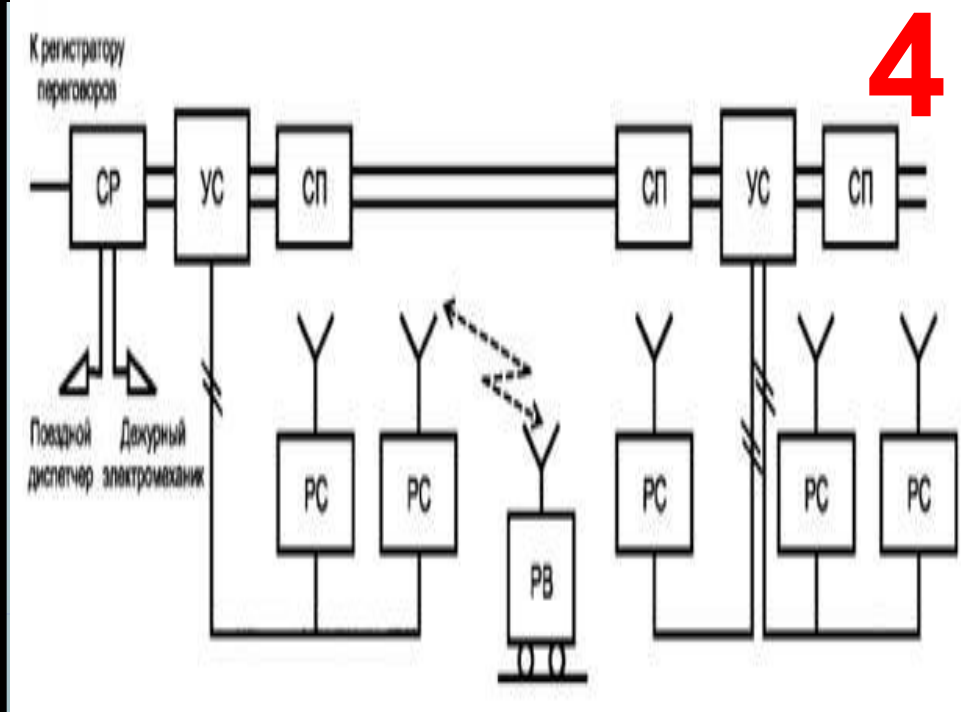 4
К регистратору
переговоров
СР
УС
СП
СП
УС
СП
Поездной
диспетчер
Дежурный
электромеханик
РС
РС
РВ
РС
РС
РС